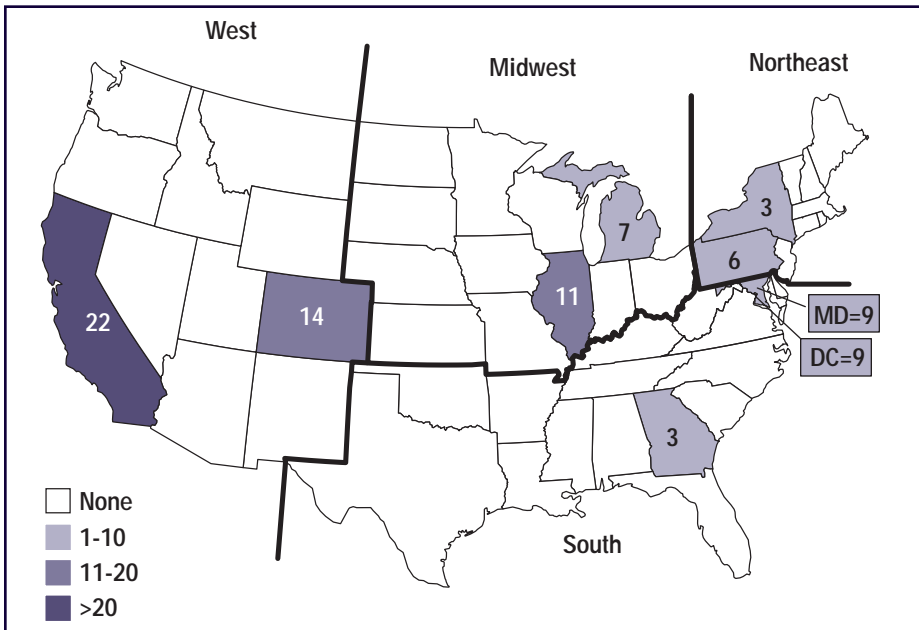 West
Midwest
Northeast
3
7
6
11
22
14
MD=9
DC=9
3
None
1-10
11-20
>20
South